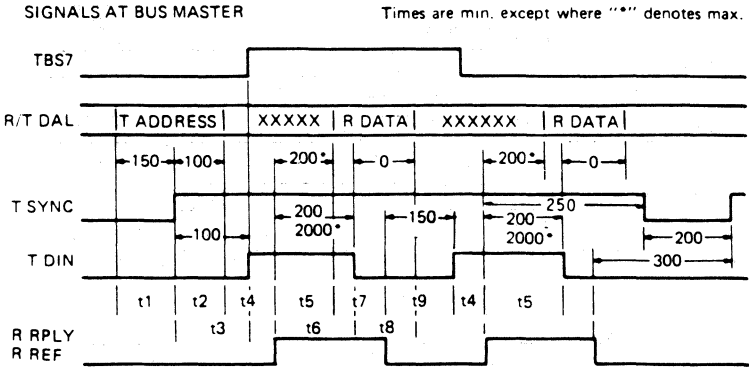 SIGNALS AT BUS MASTER
Times are min. except where "*" denotes max.
TBS7
R/T DAL T ADDRESS XXXXX R DATA XXXXXX R DATA
150 100 200* 0 200* 0
T SYNC
250
200 150 200 200
2000* 2000*
100
300
T DIN
t1 t2 t4 t5 t7 t9 t4 t5
t3 t6 t8
R RPLY
R REF